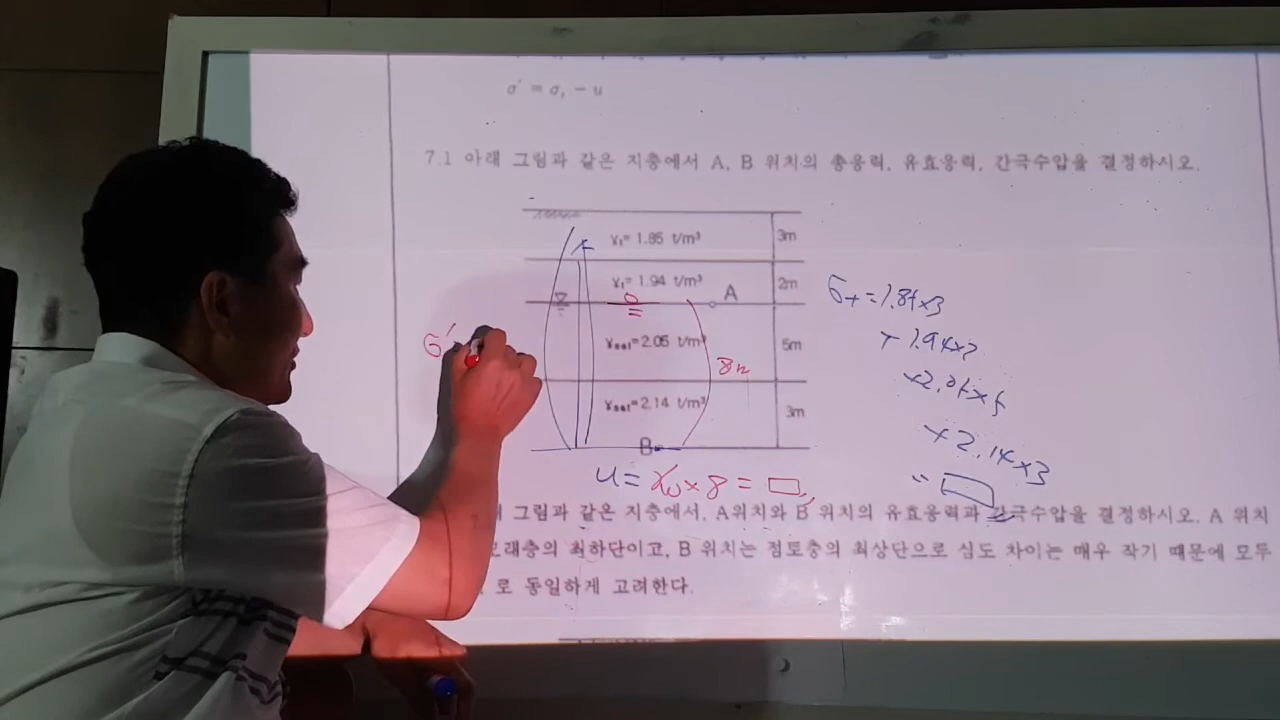 σ' = σ, - u
7.1 아래 그림과 같은 지층에서 A, B 위치의 총응력, 유효응력, 간극수압을 결정하시오.
γt= 1.85 t/m³ 3m
γt= 1.94 t/m³ 2m
A
γsat=2.05 t/m³ 5m
8m
γsat=2.14 t/m³ 3m
B
σ'
u = γw × 8 = □
σt = 1.85×3
+ 1.94×2
+2.05×5
+2.14×3
= □
그림과 같은 지층에서, A위치와 B 위치의 유효응력과 간극수압을 결정하시오. A 위치
모래층의 최하단이고, B 위치는 점토층의 최상단으로 심도 차이는 매우 작기 때문에 모두
로 동일하게 고려한다.